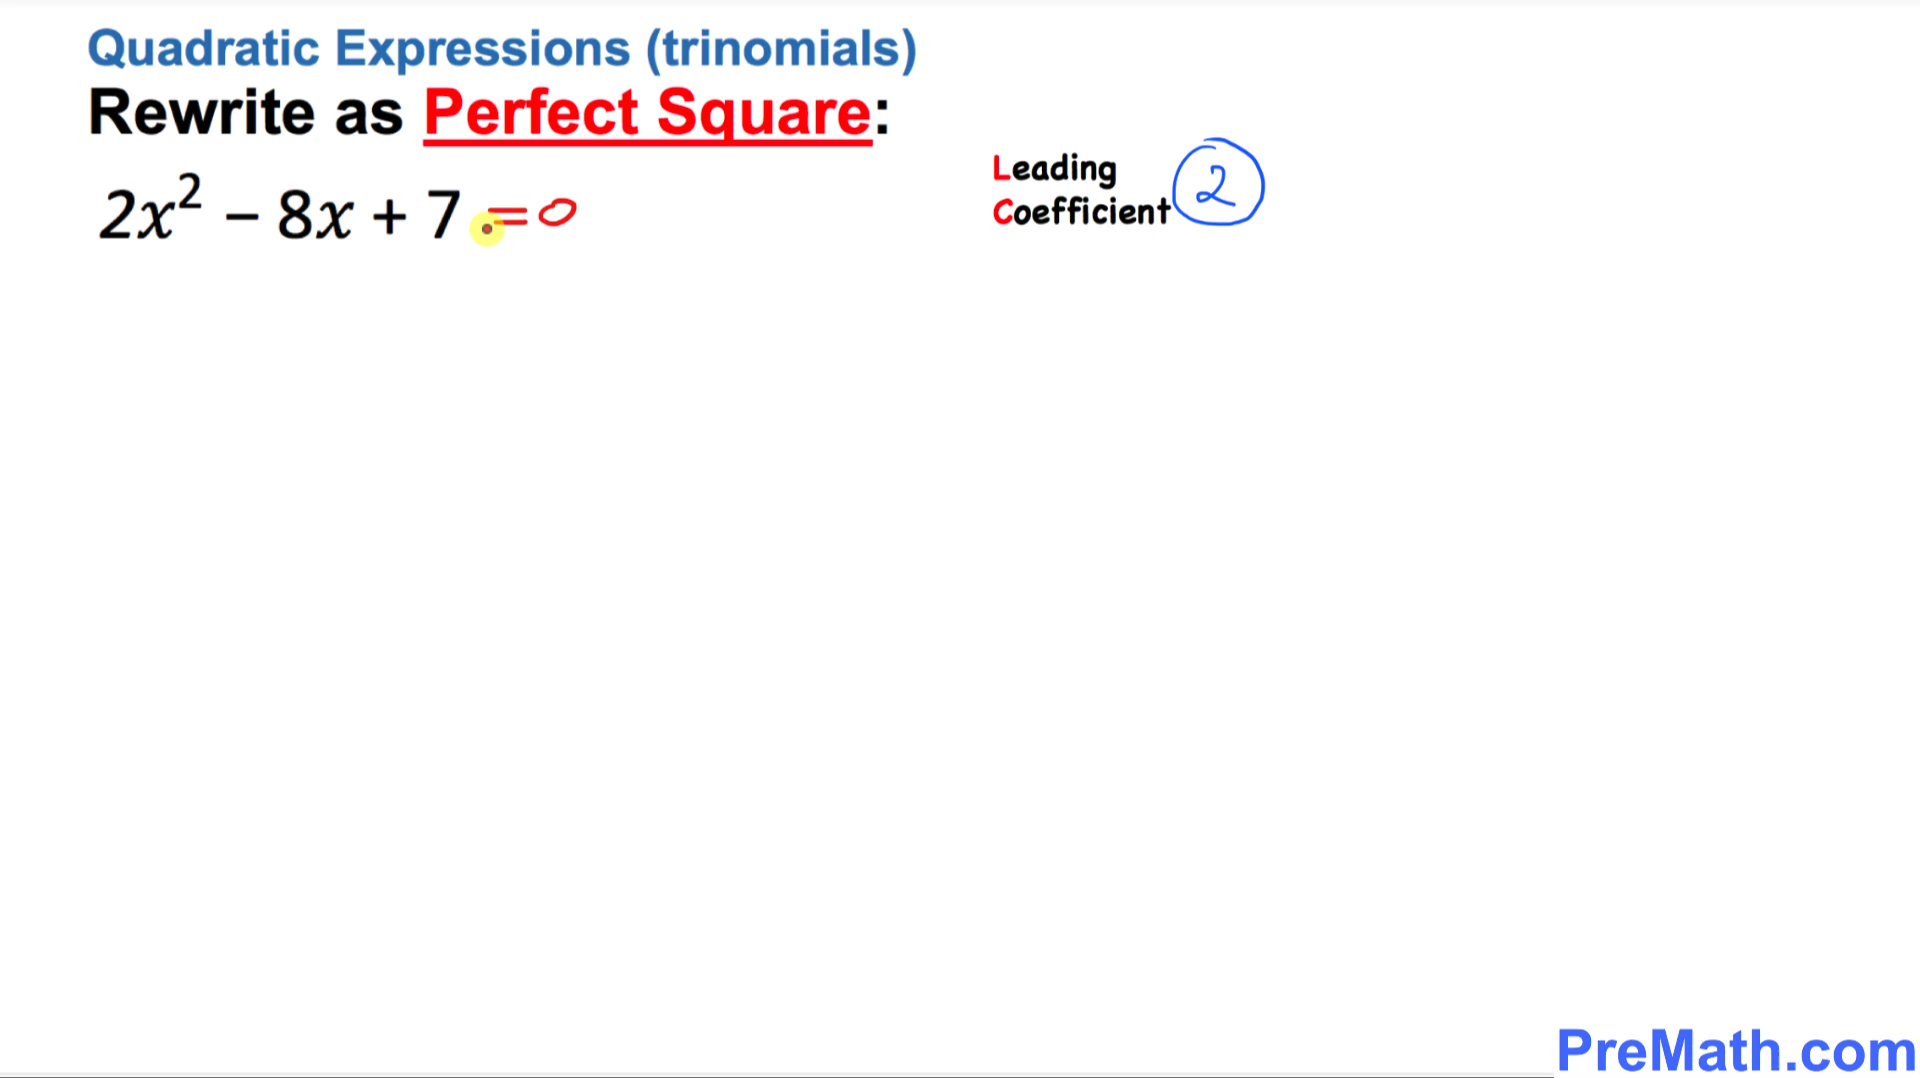 Quadratic Expressions (trinomials)
Rewrite as Perfect Square:
2x² – 8x + 7 = 0
Leading
Coefficient 2
PreMath.com